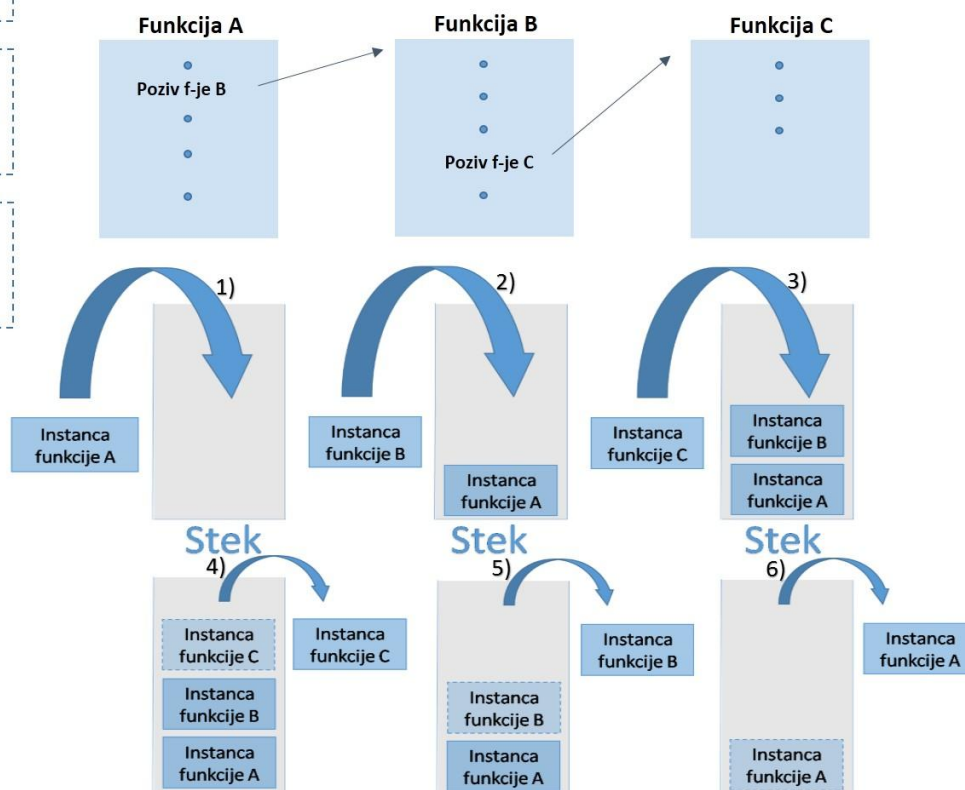 Funkcija A
Funkcija B
Funkcija C
Poziv f-je B
Poziv f-je C
1)
2)
3)
Instanca
funkcije A
Instanca
funkcije B
Instanca
funkcije A
Instanca
funkcije C
Instanca
funkcije B
Instanca
funkcije A
Stek
Stek
Stek
4)
5)
6)
Instanca
funkcije C
Instanca
funkcije B
Instanca
funkcije A
Instanca
funkcije C
Instanca
funkcije B
Instanca
funkcije A
Instanca
funkcije B
Instanca
funkcije A
Instanca
funkcije A